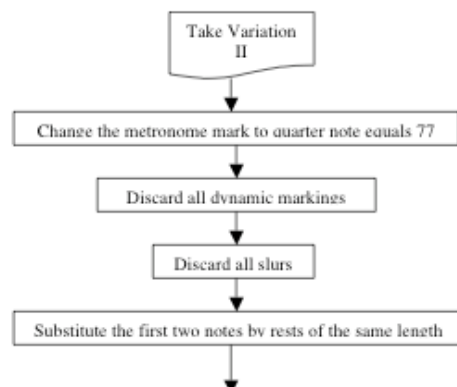 Take Variation
II
Change the metronome mark to quarter note equals 77
Discard all dynamic markings
Discard all slurs
Substitute the first two notes by rests of the same length